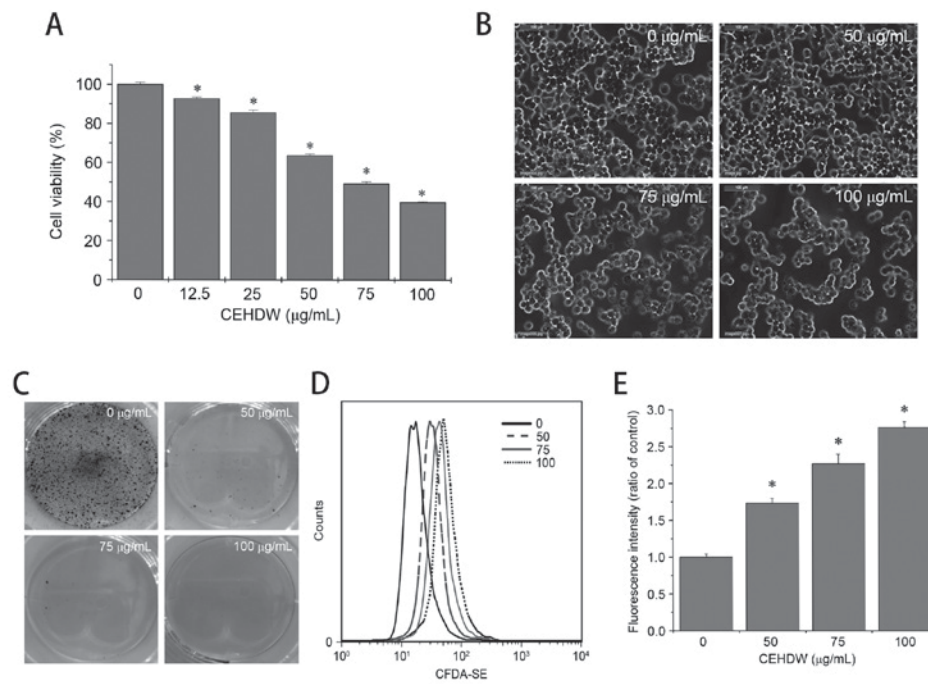 A
Cell viability (%)
100
80
60
40
20
0
*
*
*
*
*
0 12.5 25 50 75 100
CEHDW (µg/mL)
B
0 µg/mL
50 µg/mL
75 µg/mL
100 µg/mL
C
0 µg/mL
50 µg/mL
75 µg/mL
100 µg/mL
D
Counts
0
0
50
75
100
10⁰ 10¹ 10² 10³ 10⁴
CFDA-SE
E
Fluorescence intensity (ratio of control)
3.0
2.5
2.0
1.5
1.0
0.5
0.0
*
*
*
0 50 75 100
CEHDW (µg/mL)